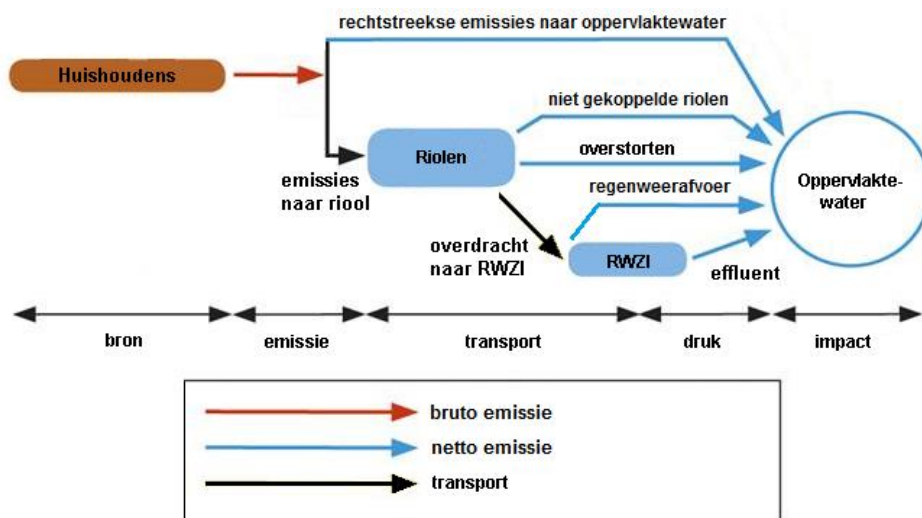 rechtstreekse emissies naar oppervlaktewater
Huishoudens
niet gekoppelde riolen
Riolen
overstorten
emissies
naar riool
regenweerafvoer
Oppervlakte-
water
overdracht
naar RWZI
RWZI
effluent
bron
emissie
transport
druk
impact
bruto emissie
netto emissie
transport